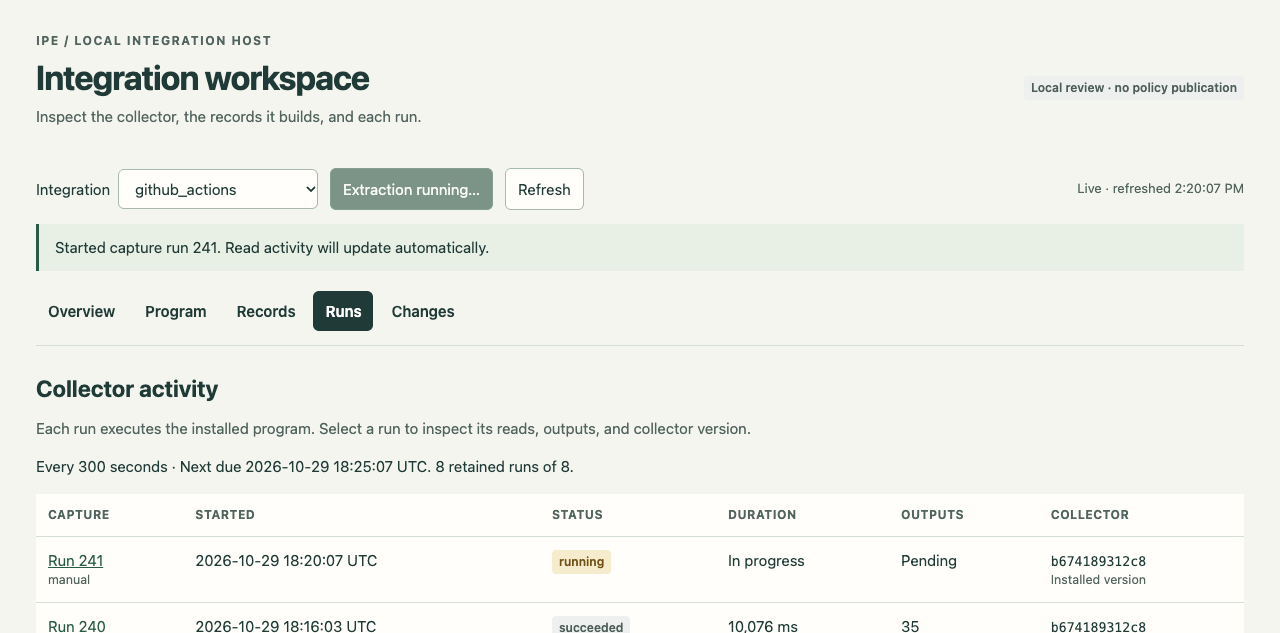 IPE / LOCAL INTEGRATION HOST
Integration workspace
Local review · no policy publication
Inspect the collector, the records it builds, and each run.
Integration github_actions Extraction running... Refresh Live · refreshed 2:20:07 PM
Started capture run 241. Read activity will update automatically.
Overview Program Records Runs Changes
Collector activity
Each run executes the installed program. Select a run to inspect its reads, outputs, and collector version.
Every 300 seconds · Next due 2026-10-29 18:25:07 UTC. 8 retained runs of 8.
CAPTURE STARTED STATUS DURATION OUTPUTS COLLECTOR
Run 241 2026-10-29 18:20:07 UTC running In progress Pending b674189312c8
manual Installed version
Run 240 2026-10-29 18:16:03 UTC succeeded 10,076 ms 35 b674189312c8